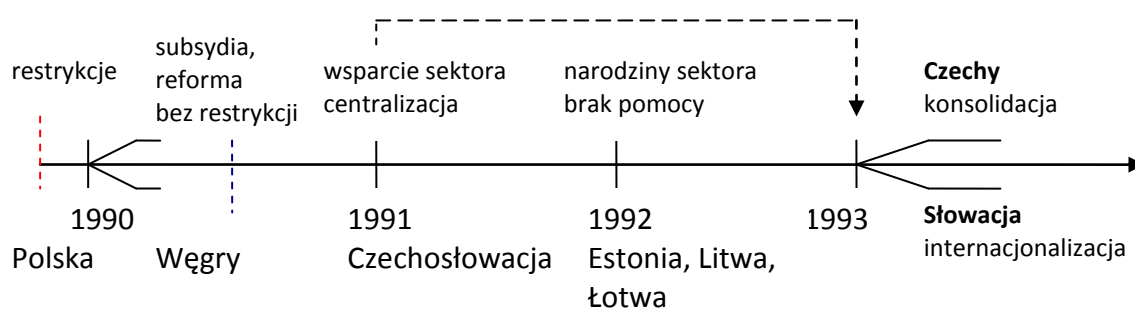 restrykcje
subsydia,
reforma
bez restrykcji
wsparcie sektora
centralizacja
narodziny sektora
brak pomocy
Czechy
konsolidacja
1990
1991
1992
1993
Polska
Węgry
Czechosłowacja
Estonia, Litwa,
Łotwa
Słowacja
internacjonalizacja